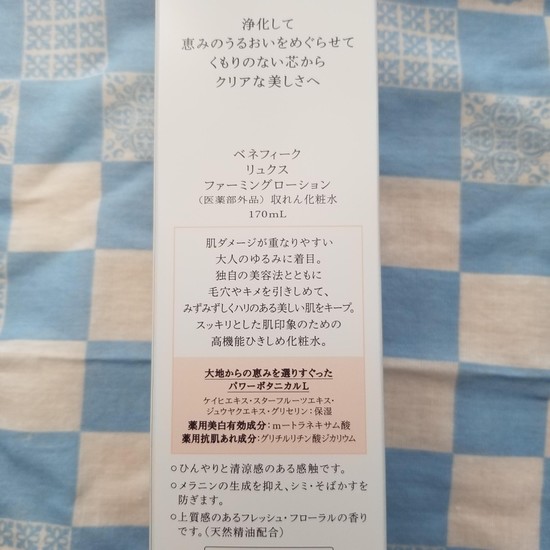 浄化して
恵みのうるおいをめぐらせて
くもりのない芯から
クリアな美しさへ
ベネフィーク
リュクス
ファーミングローション
（医薬部外品）収れん化粧水
170mL
肌ダメージが重なりやすい
大人のゆるみに着目。
独自の美容法とともに
毛穴やキメを引きしめて、
みずみずしくハリのある美しい肌をキープ。
スッキリとした肌印象のための
高機能ひきしめ化粧水。
大地からの恵みを選りすぐった
パワーボタニカルL
ケイヒエキス・スターフルーツエキス・
ジュウヤクエキス・グリセリン：保湿
薬用美白有効成分：m－トラネキサム酸
薬用抗肌あれ成分：グリチルリチン酸ジカリウム
○ひんやりと清涼感のある感触です。
○メラニンの生成を抑え、シミ・そばかすを
防ぎます。
○上質感のあるフレッシュ・フローラルの香り
です。（天然精油配合）